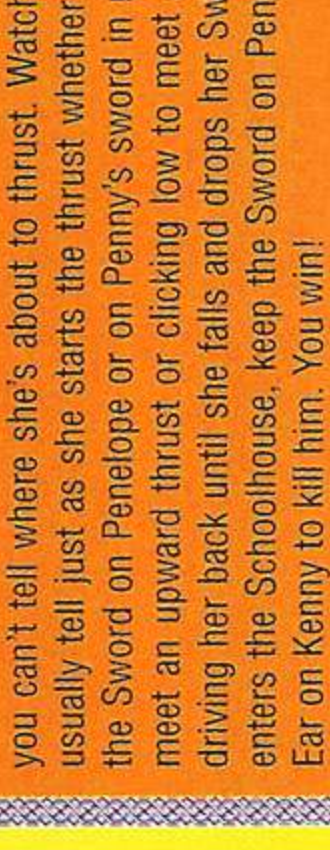 you can't tell where she's about to thrust. Watch
usually tell just as she starts the thrust whether
the Sword on Penelope or on Penny's sword in
meet an upward thrust or clicking low to meet
driving her back until she falls and drops her Sw
enters the Schoolhouse, keep the Sword on Pen
Ear on Kenny to kill him. You win!